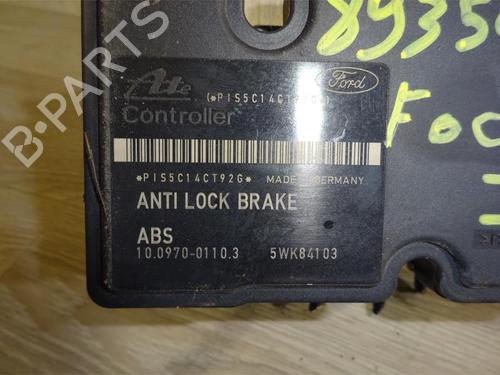 B-PARTS
8935
Foc
Ate
Ford
(*PIS5C14CT92G*)
Controller
*PIS5C14CT92G* MADE IN GERMANY
ANTI LOCK BRAKE
ABS
10.0970-0110.3 5WK84103